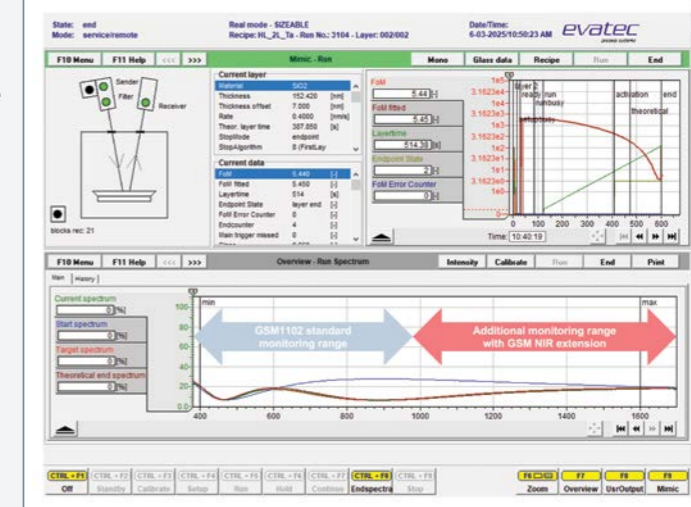 State: end
Mode: service/remote
Real mode - SIZEABLE
Recipe: HL_2L_Ta - Run No.: 3104 - Layer: 002/002
Date/Time:
6-03-2025/10:50:23 AM
evatec
F10 Menu F11 Help <<< >>> Mimic - Run Mono Glass data Recipe Run End
Sender
Filter
Receiver
blocks rec: 21
Current layer
Material SiO2
Thickness 152.420 [nm]
Thickness offset 7.000 [nm]
Rate 0.4000 [nm/s]
Theor. layer time 387.850 [s]
StopMode endpoint
StopAlgorithm 8 (FirstLay
Current data
FoM 5.440 [-]
FoM fitted 5.450 [-]
Layertime 514 [s]
Endpoint State layer end [-]
FoM Error Counter 0 [-]
Endcounter 4 [-]
Main trigger missed 0 [-]
FoM
5.44 [-]
FoM fitted
5.45 [-]
Layertime
514.38 [s]
Endpoint State
2 [-]
FoM Error Counter
0 [-]
1e5
3.1623e4
1e4
3.1623e3
1e3
3.1623e2
1e2
3.1623e1
1e1
3.1623e0
layer 2
ready run
runbusy
setupbusy
activation end
theoretical
0 100 200 300 400 500 600
Time: 10:40:19
F10 Menu F11 Help <<< >>> Overview - Run Spectrum Intensity Calibrate Run End Print
Main History
Current spectrum
0 [%]
Start spectrum
0 [%]
Target spectrum
0 [%]
Theoretical end spectrum
0 [%]
100
80
60
40
20
0.0
min
max
GSM1102 standard
monitoring range
Additional monitoring range
with GSM NIR extension
400 600 800 1000 1200 1400 1600
CTRL + F1 CTRL + F2 CTRL + F3 CTRL + F4 CTRL + F5 CTRL + F6 CTRL + F7 CTRL + F8 CTRL + F9 F6 F7 F8 F9
Off Standby Calibrate Setup Run Hold Continue Endspectra Stop Zoom Overview UsrOutput Mimic